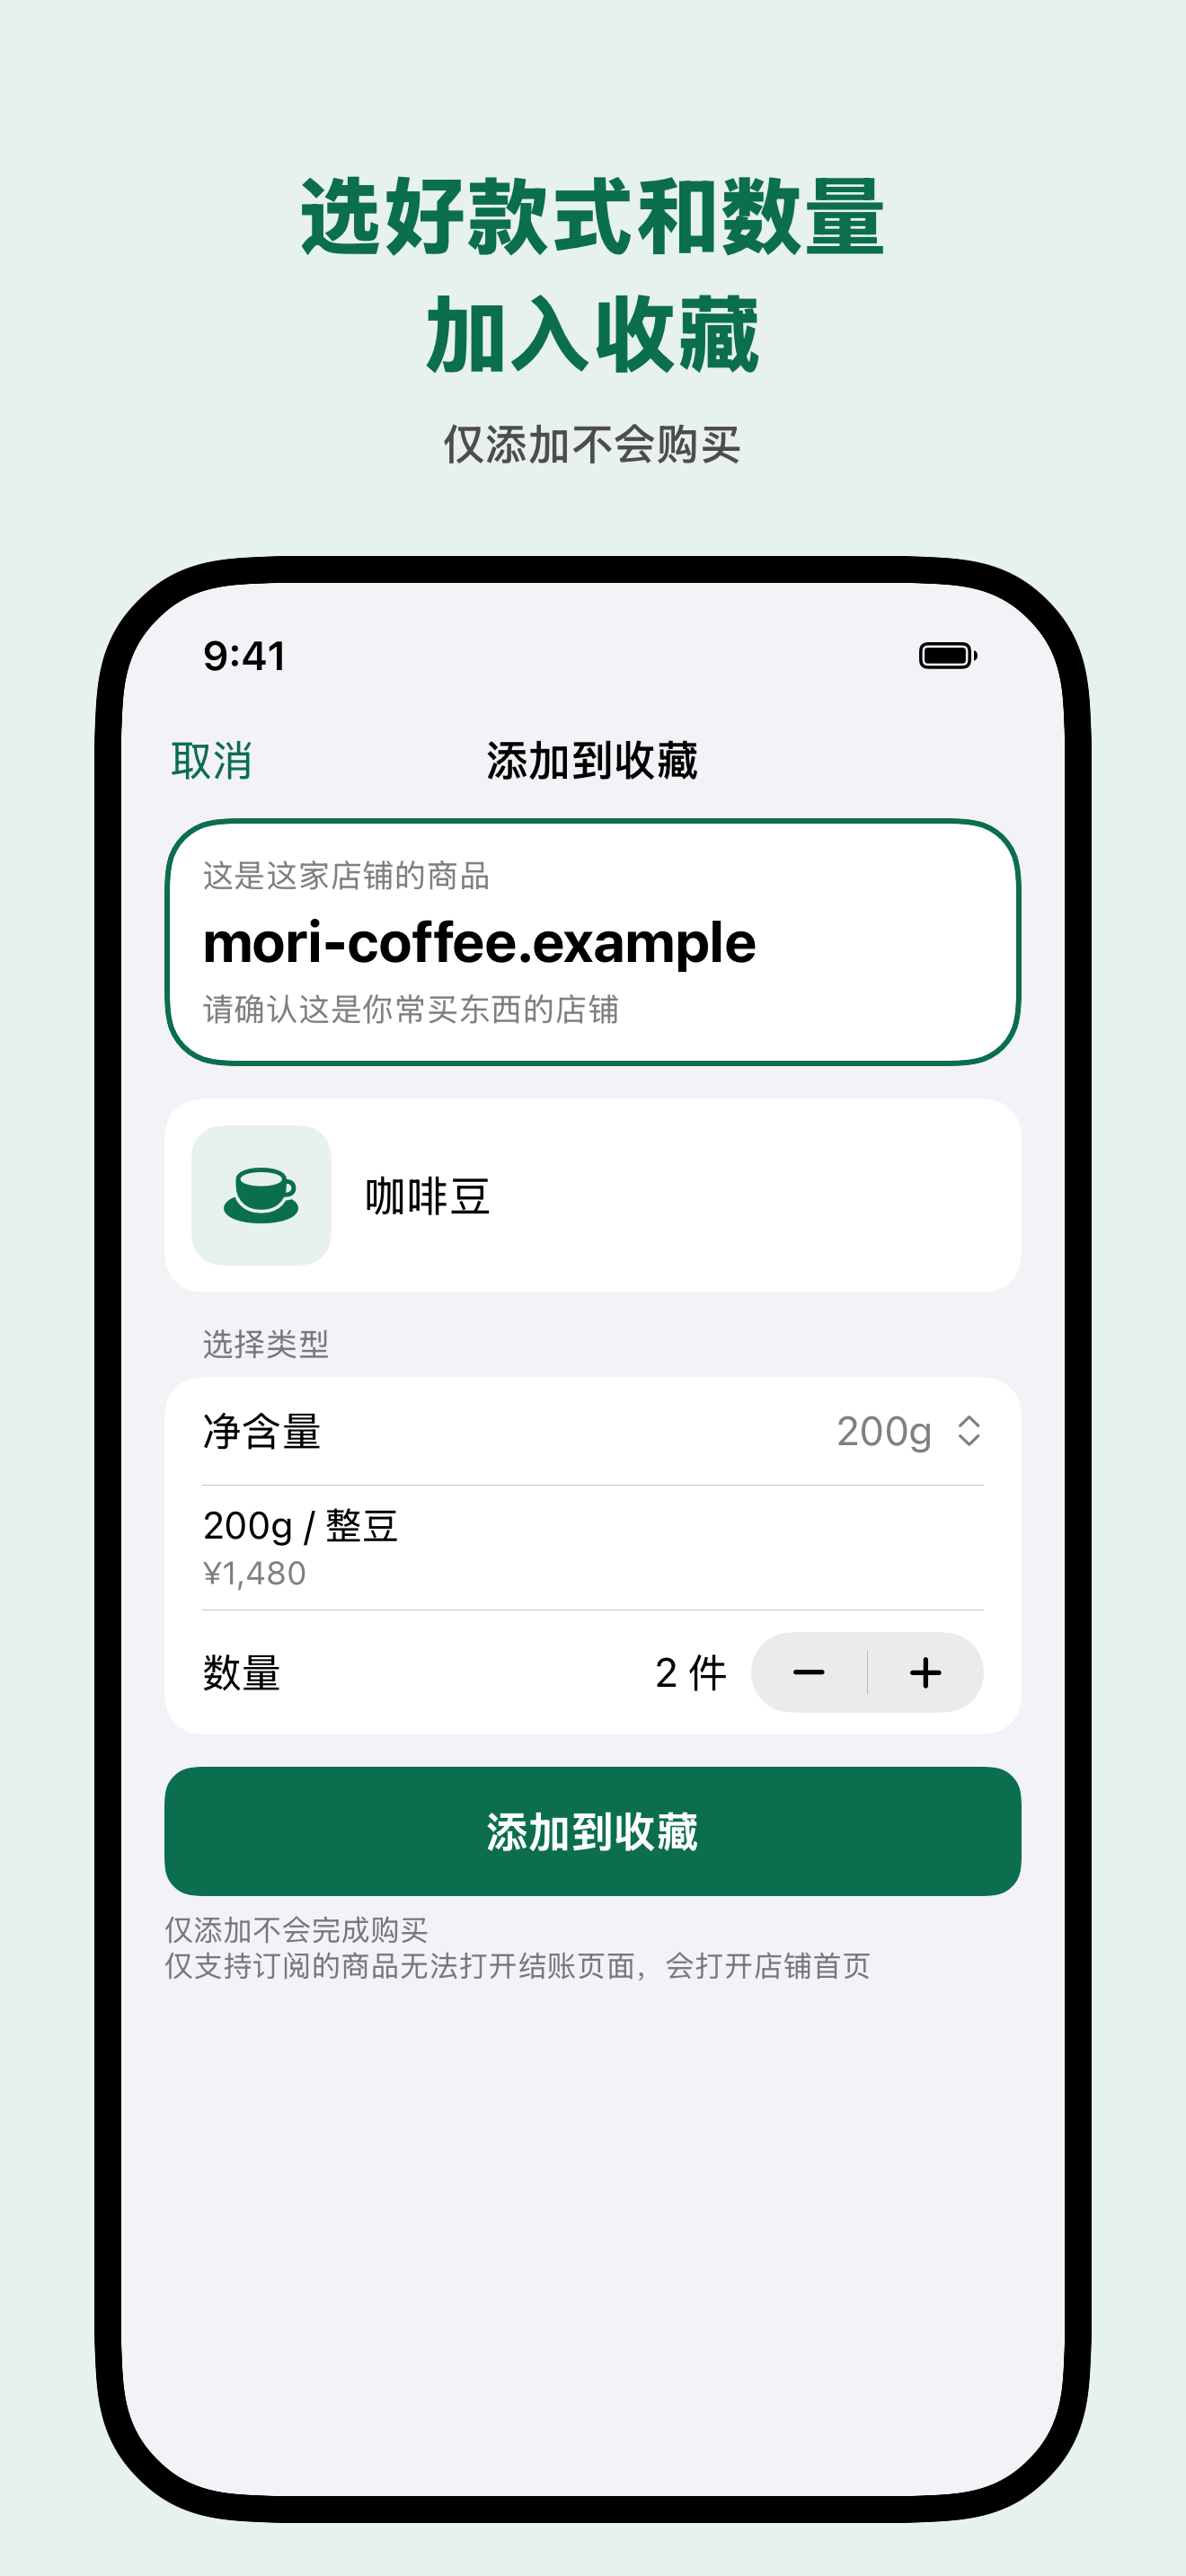 选好款式和数量
加入收藏
仅添加不会购买
9:41
取消
添加到收藏
这是这家店铺的商品
mori-coffee.example
请确认这是你常买东西的店铺
咖啡豆
选择类型
净含量
200g
200g / 整豆
¥1,480
数量
2 件
添加到收藏
仅添加不会完成购买
仅支持订阅的商品无法打开结账页面，会打开店铺首页